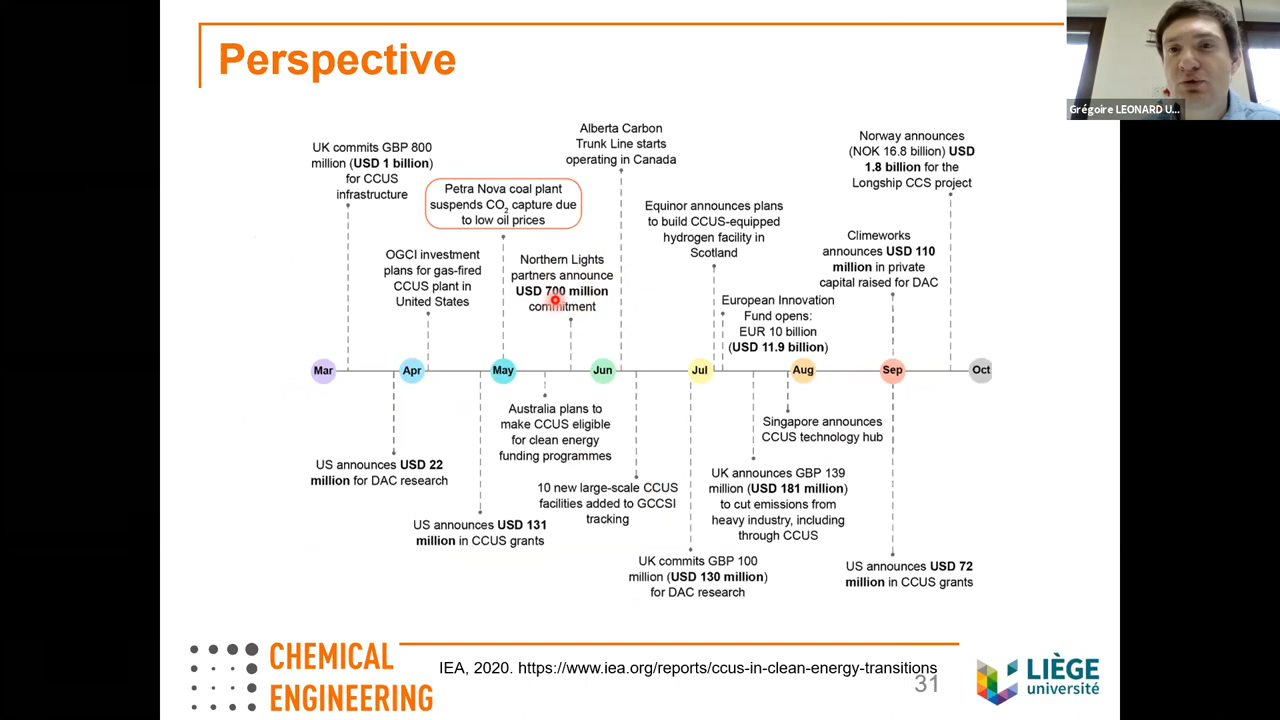 Perspective
Grégoire LEONARD U...
UK commits GBP 800
million (USD 1 billion)
for CCUS
infrastructure
Petra Nova coal plant
suspends CO2 capture due
to low oil prices
Alberta Carbon
Trunk Line starts
operating in Canada
Norway announces
(NOK 16.8 billion) USD
1.8 billion for the
Longship CCS project
OGCI investment
plans for gas-fired
CCUS plant in
United States
Northern Lights
partners announce
USD 700 million
commitment
Equinor announces plans
to build CCUS-equipped
hydrogen facility in
Scotland
European Innovation
Fund opens:
EUR 10 billion
(USD 11.9 billion)
Climeworks
announces USD 110
million in private
capital raised for DAC
Mar
Apr
May
Jun
Jul
Aug
Sep
Oct
US announces USD 22
million for DAC research
US announces USD 131
million in CCUS grants
Australia plans to
make CCUS eligible
for clean energy
funding programmes
10 new large-scale CCUS
facilities added to GCCSI
tracking
UK commits GBP 100
million (USD 130 million)
for DAC research
UK announces GBP 139
million (USD 181 million)
to cut emissions from
heavy industry, including
through CCUS
Singapore announces
CCUS technology hub
US announces USD 72
million in CCUS grants
CHEMICAL
ENGINEERING
IEA, 2020. https://www.iea.org/reports/ccus-in-clean-energy-transitions
31
LIÈGE
université